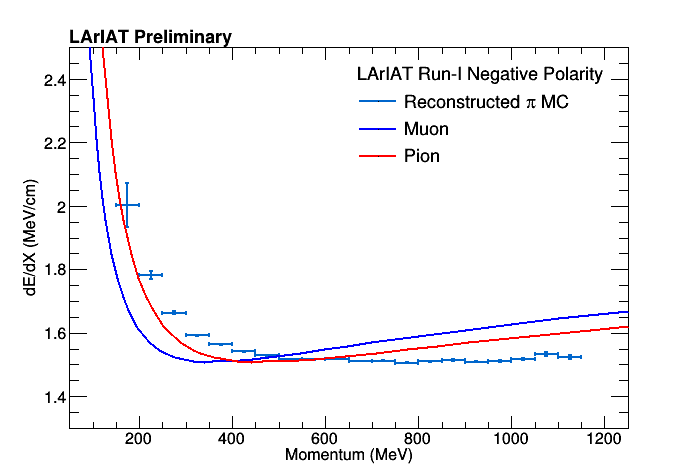 LArIAT Preliminary
LArIAT Run-I Negative Polarity
Reconstructed π MC
Muon
Pion
dE/dX (MeV/cm)
2.4
2.2
2
1.8
1.6
1.4
200 400 600 800 1000 1200
Momentum (MeV)